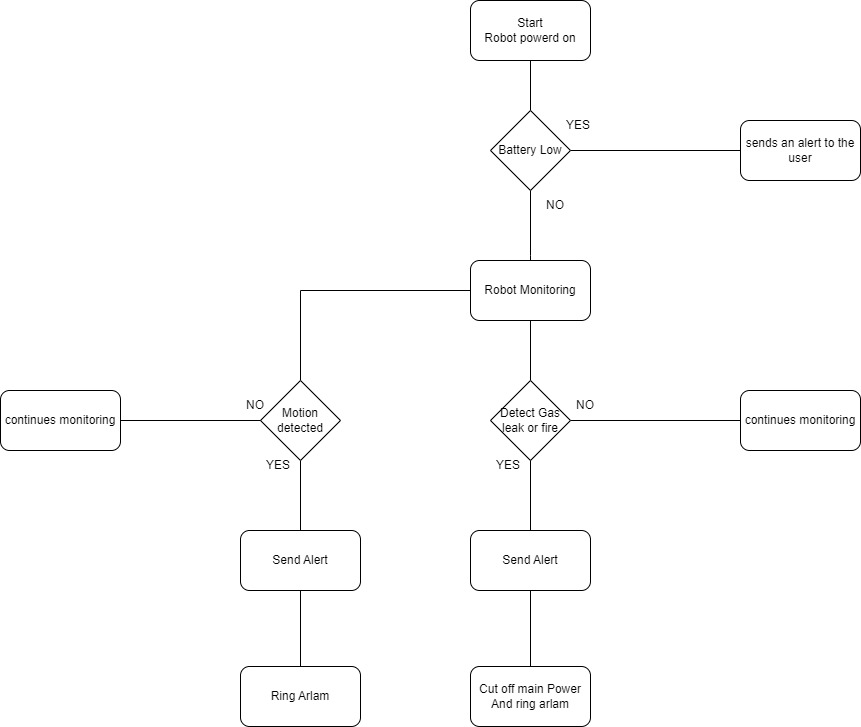 Start
Robot powerd on
YES
Battery Low
sends an alert to the
user
NO
Robot Monitoring
NO
Motion
detected
continues monitoring
YES
Detect Gas
leak or fire
NO
continues monitoring
YES
Send Alert
Send Alert
Ring Arlam
Cut off main Power
And ring arlam